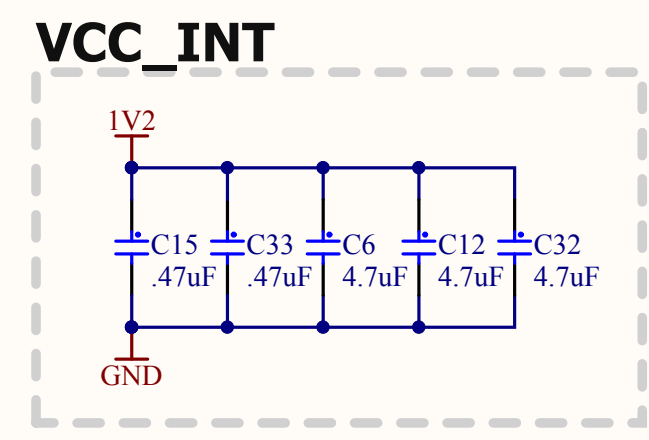 VCC_INT
1V2
C15 C33 C6 C12 C32
.47uF .47uF 4.7uF 4.7uF 4.7uF
GND